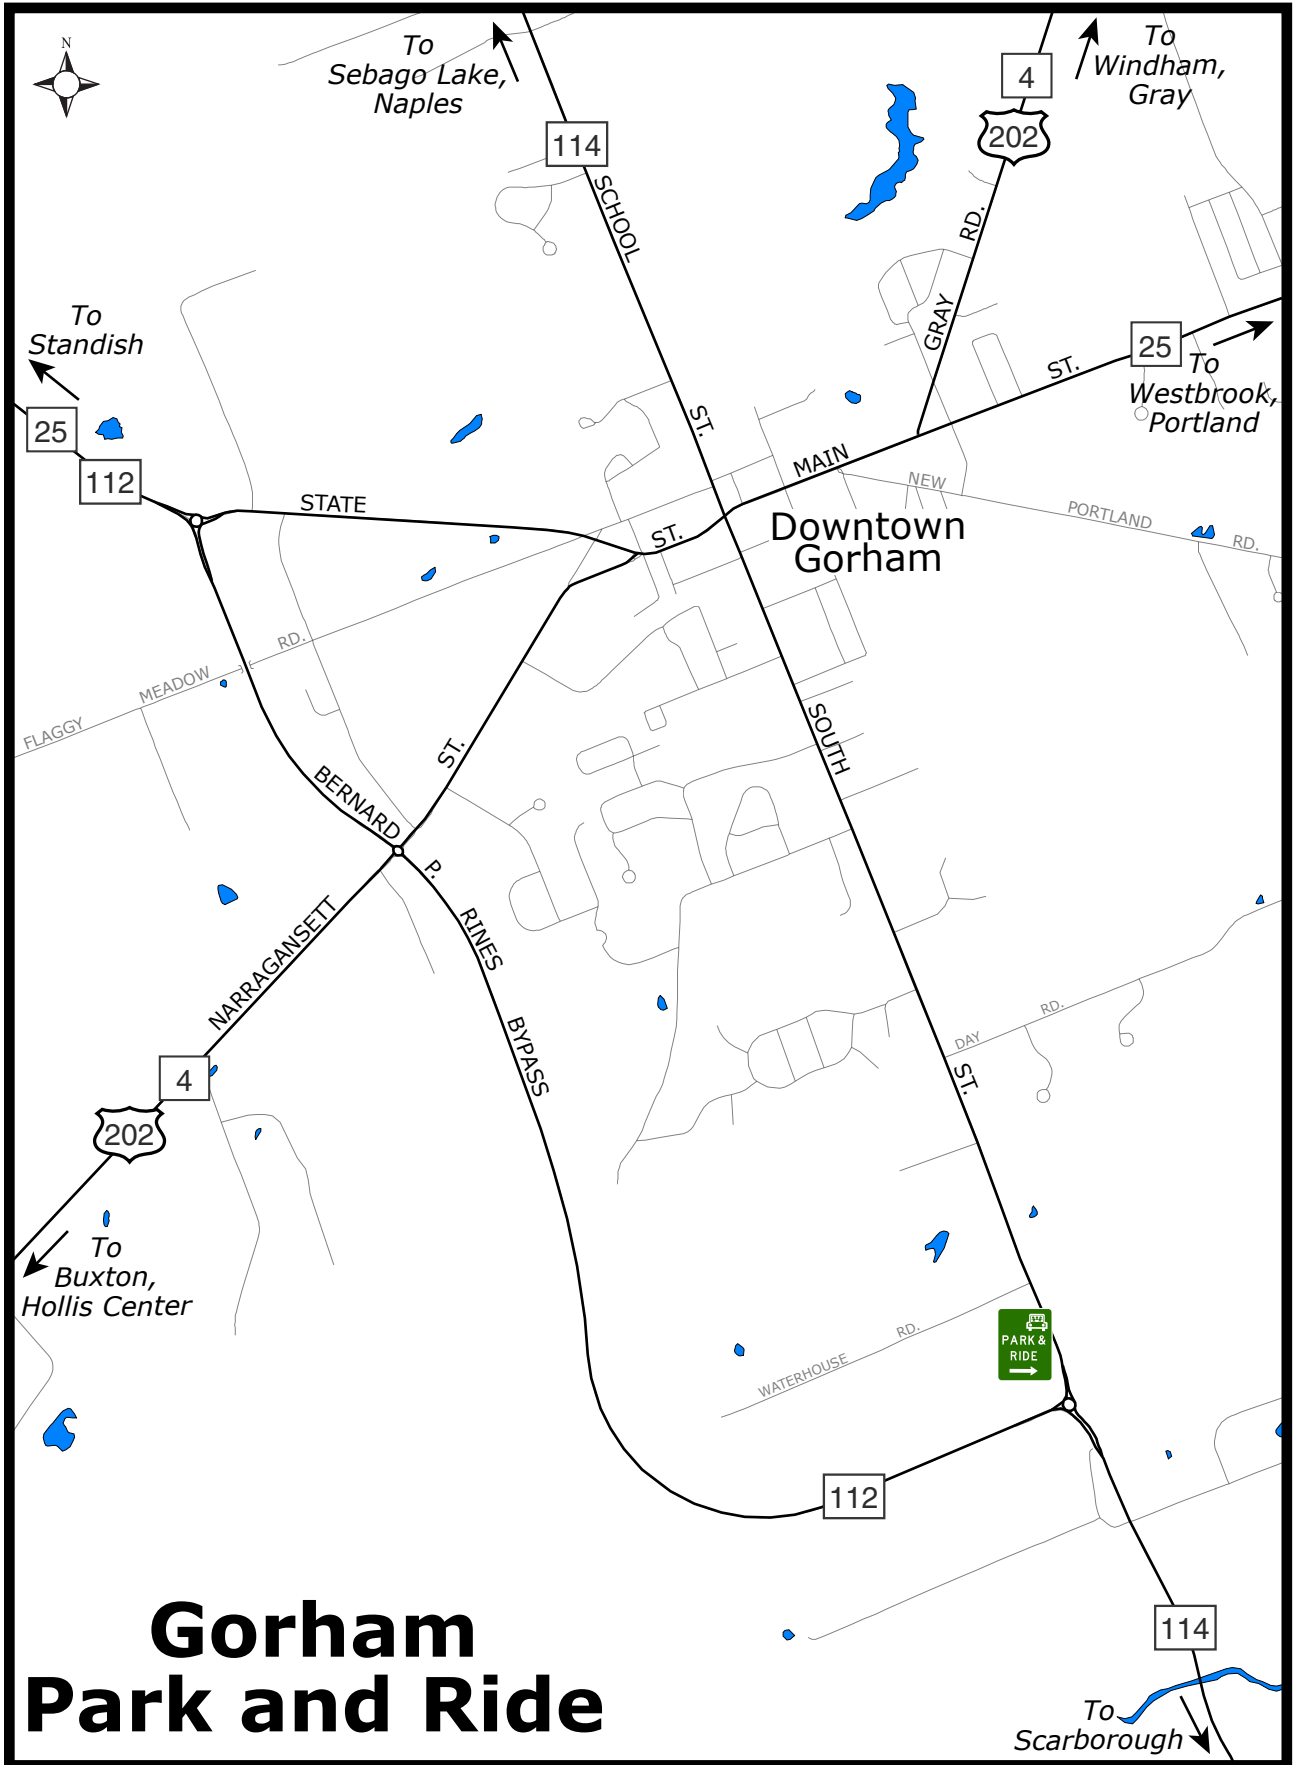 N
To
Sebago Lake,
Naples
4
To
Windham,
Gray
202
114
SCHOOL
RD.
GRAY
To
Standish
25
To
Westbrook,
Portland
ST.
25
112
ST.
MAIN
STATE
ST.
NEW
PORTLAND
RD.
Downtown
Gorham
RD.
MEADOW
FLAGGY
SOUTH
ST.
BERNARD
P.
RINES
BYPASS
NARRAGANSETT
DAY
RD.
ST.
4
202
To
Buxton,
Hollis Center
PARK &
RIDE
RD.
WATERHOUSE
112
114
Gorham
Park and Ride
To
Scarborough